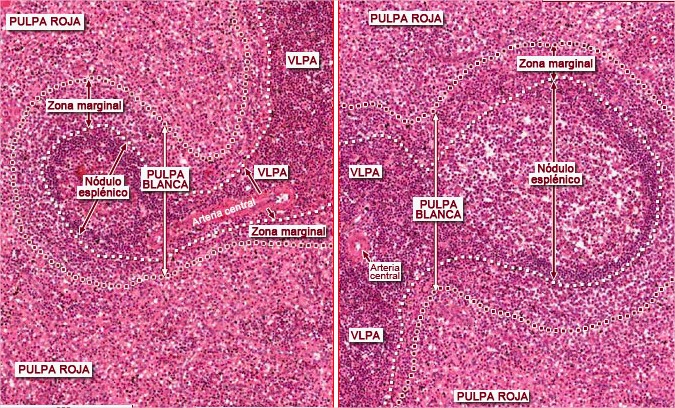 PULPA ROJA
VLPA
Zona marginal
Nódulo
esplénico
PULPA
BLANCA
VLPA
Arteria central
Zona marginal
PULPA ROJA
PULPA ROJA
Zona marginal
VLPA
Nódulo
esplénico
PULPA
BLANCA
Arteria
central
VLPA
PULPA ROJA